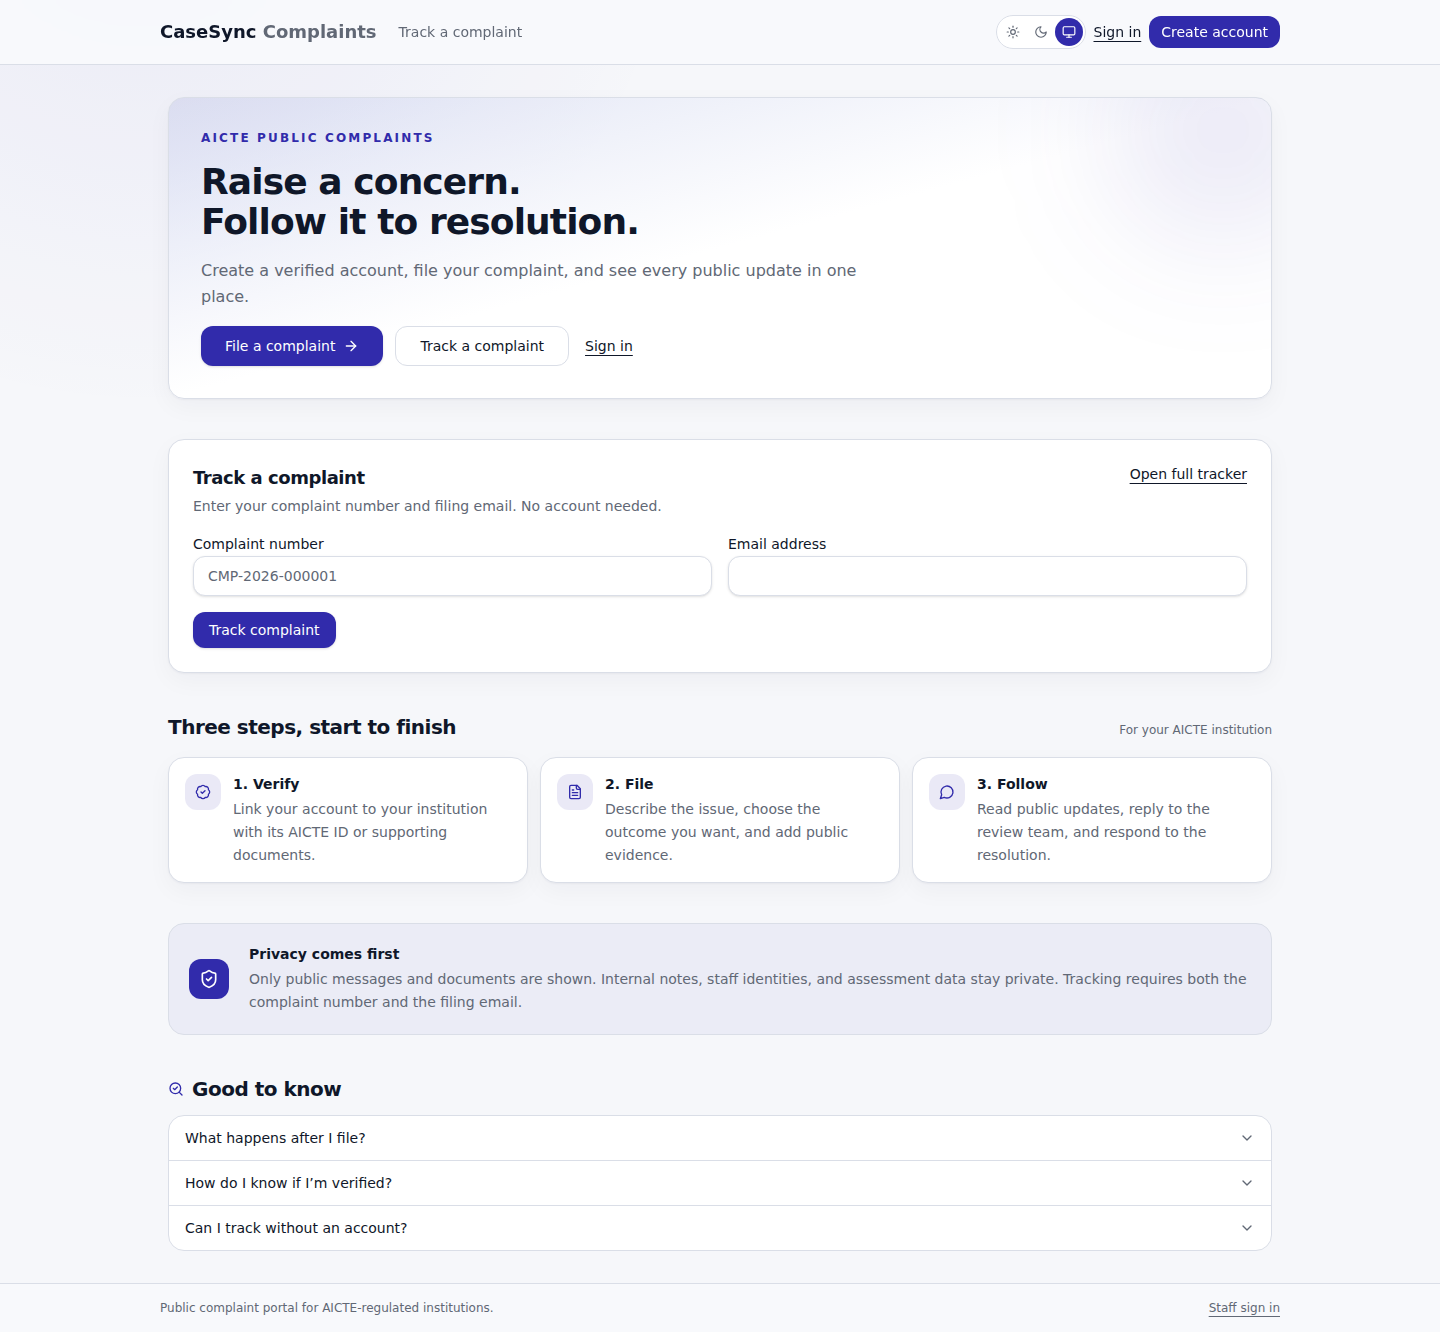 CaseSync Complaints
Track a complaint
Sign in
Create account
AICTE PUBLIC COMPLAINTS
Raise a concern.
Follow it to resolution.
Create a verified account, file your complaint, and see every public update in one
place.
File a complaint
Track a complaint
Sign in
Track a complaint
Open full tracker
Enter your complaint number and filing email. No account needed.
Complaint number
Email address
CMP-2026-000001
Track complaint
Three steps, start to finish
For your AICTE institution
1. Verify
Link your account to your institution
with its AICTE ID or supporting
documents.
2. File
Describe the issue, choose the
outcome you want, and add public
evidence.
3. Follow
Read public updates, reply to the
review team, and respond to the
resolution.
Privacy comes first
Only public messages and documents are shown. Internal notes, staff identities, and assessment data stay private. Tracking requires both the
complaint number and the filing email.
Good to know
What happens after I file?
How do I know if I’m verified?
Can I track without an account?
Public complaint portal for AICTE-regulated institutions.
Staff sign in